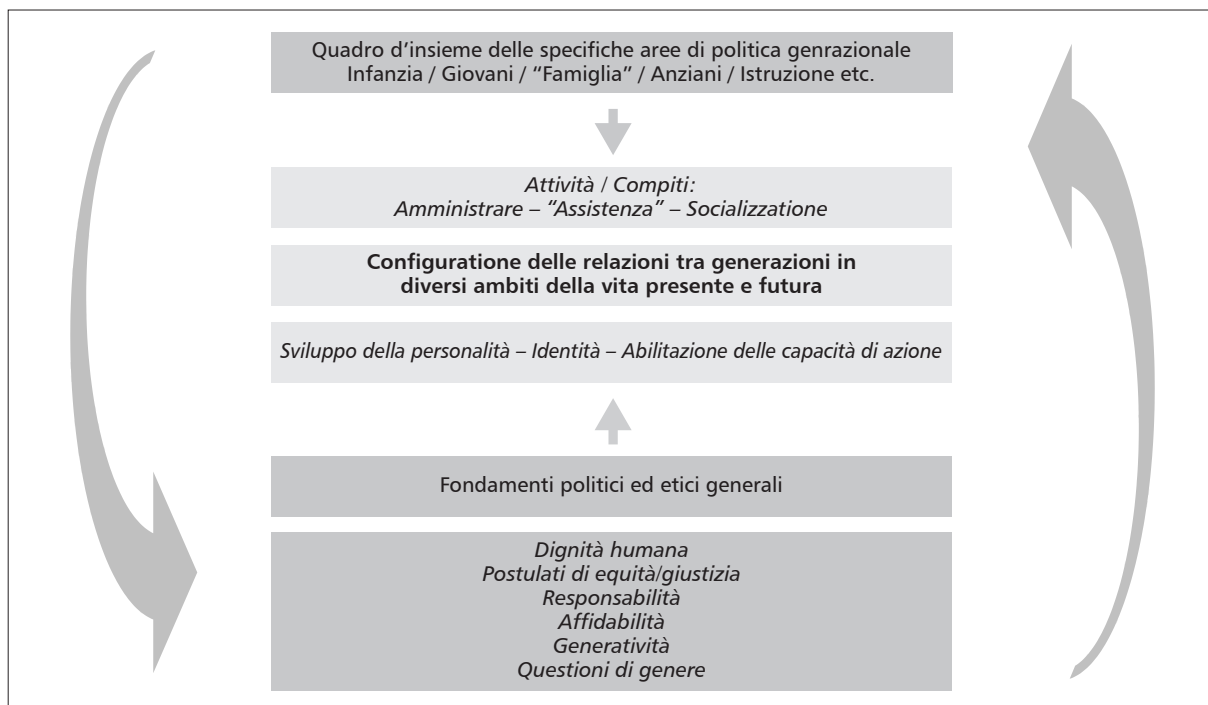 Quadro d’insieme delle specifiche aree di politica genrazionale
Infanzia / Giovani / “Famiglia” / Anziani / Istruzione etc.
Attività / Compiti:
Amministrare – “Assistenza” – Socializzatione
Configuratione delle relazioni tra generazioni in
diversi ambiti della vita presente e futura
Sviluppo della personalità – Identità – Abilitazione delle capacità di azione
Fondamenti politici ed etici generali
Dignità humana
Postulati di equità/giustizia
Responsabilità
Affidabilità
Generatività
Questioni di genere